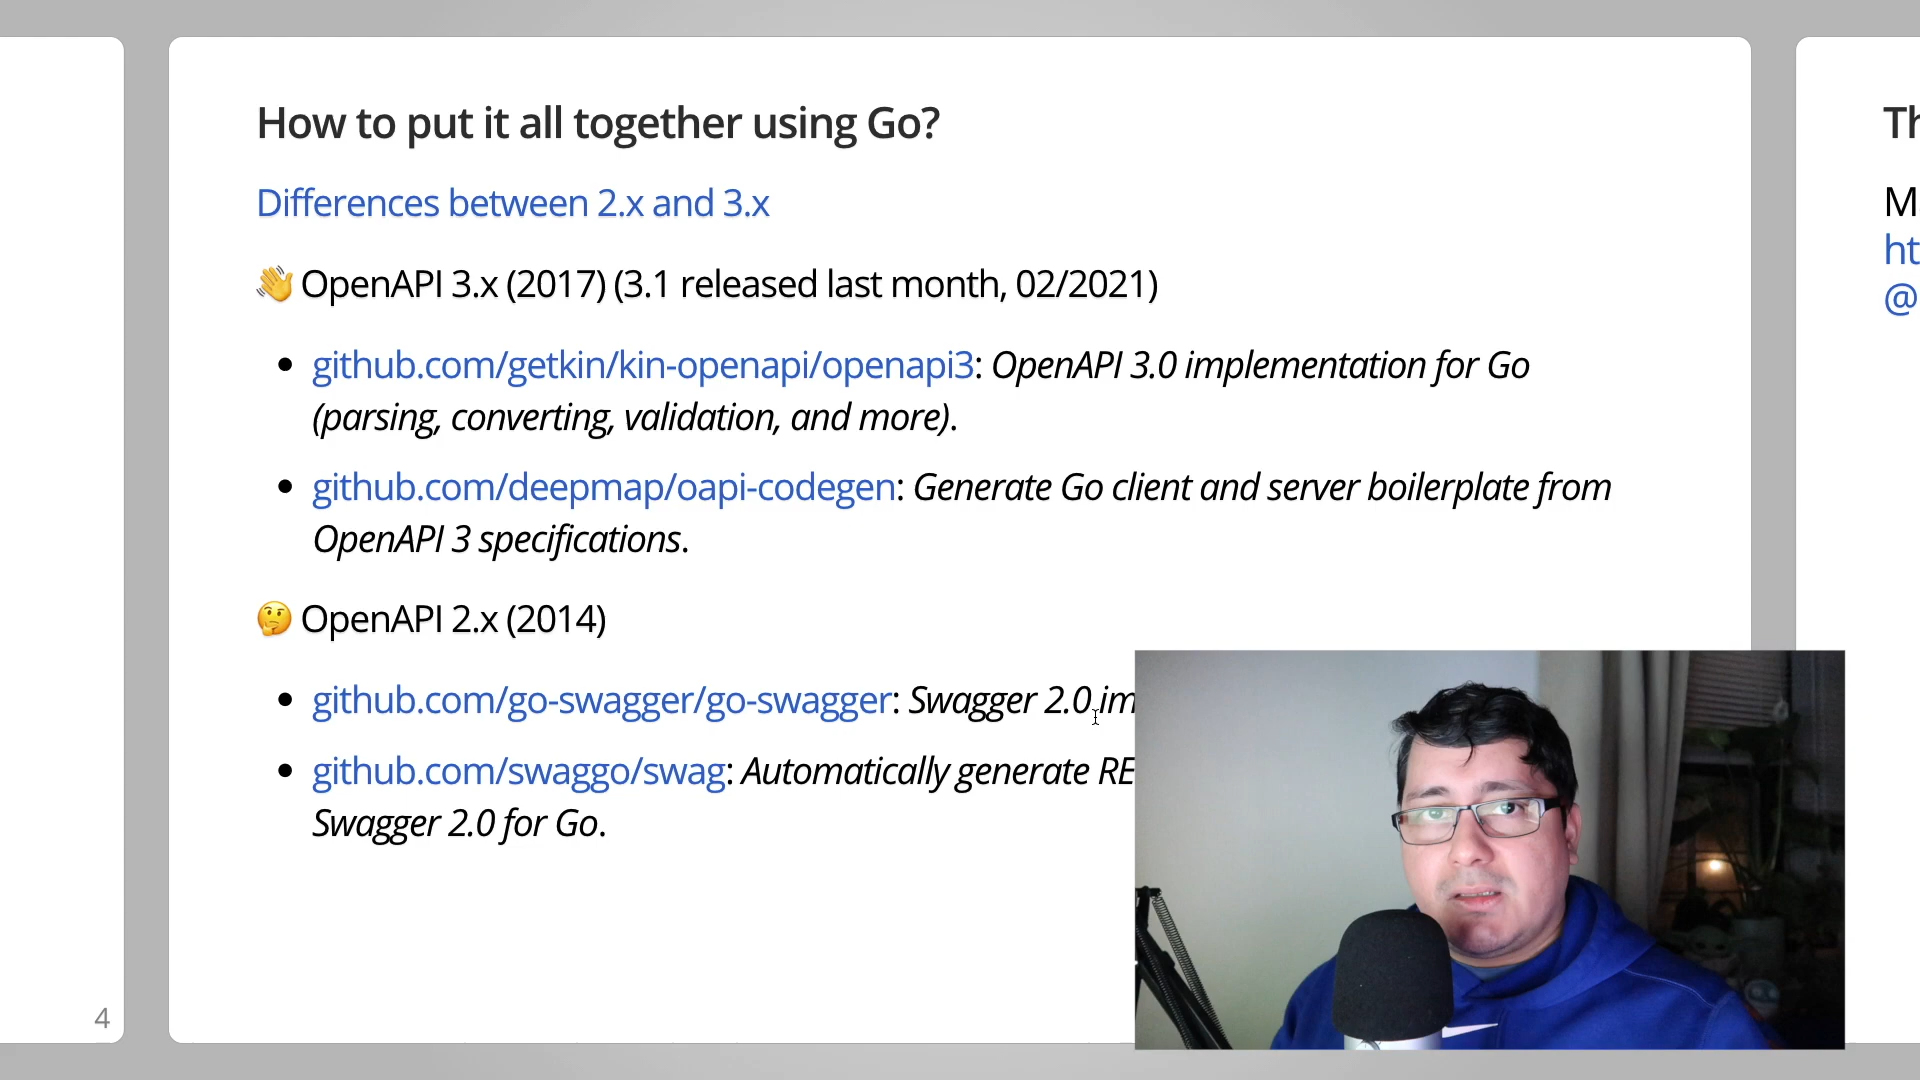 How to put it all together using Go?
Differences between 2.x and 3.x
👋 OpenAPI 3.x (2017) (3.1 released last month, 02/2021)
• github.com/getkin/kin-openapi/openapi3: OpenAPI 3.0 implementation for Go
(parsing, converting, validation, and more).
• github.com/deepmap/oapi-codegen: Generate Go client and server boilerplate from
OpenAPI 3 specifications.
🤔 OpenAPI 2.x (2014)
• github.com/go-swagger/go-swagger: Swagger 2.0
• github.com/swaggo/swag: Automatically generate
Swagger 2.0 for Go.
4
@